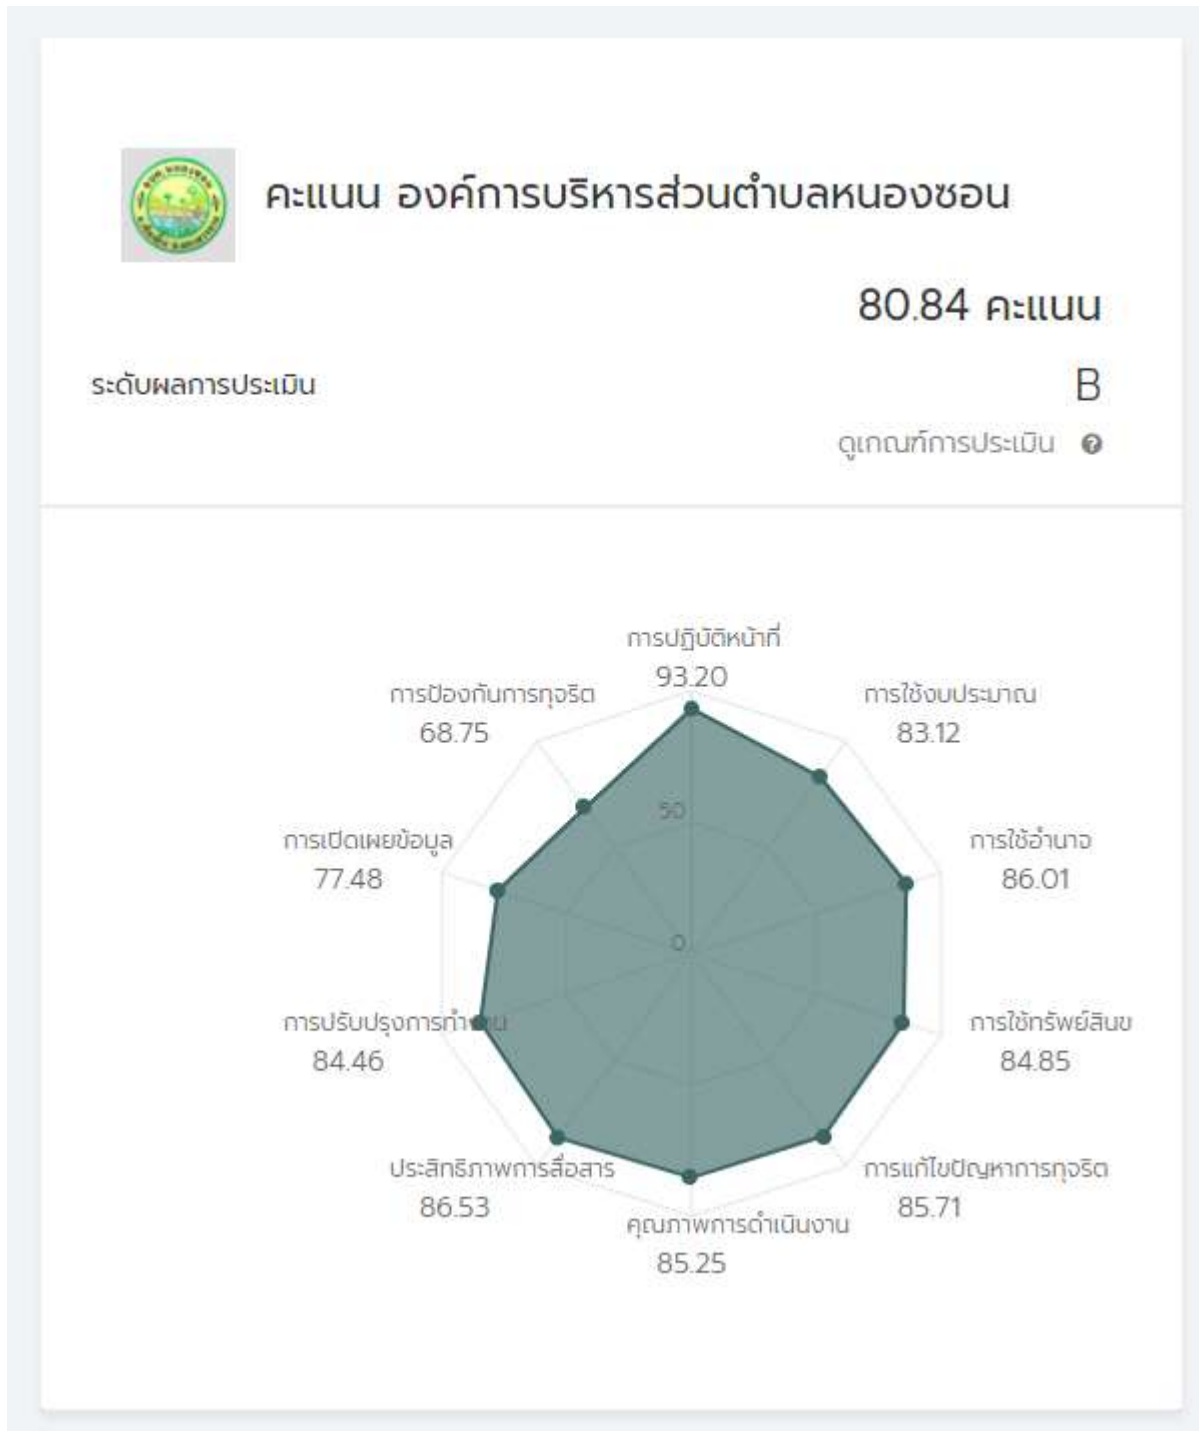 คะแนน องค์การบริหารส่วนตำบลหนองซอน
80.84 คะแนน
ระดับผลการประเมิน
B
ดูเกณฑ์การประเมิน
การปฏิบัติหน้าที่
93.20
การใช้งบประมาณ
83.12
การใช้อำนาจ
86.01
การใช้ทรัพย์สินข
84.85
การแก้ไขปัญหาการทุจริต
85.71
คุณภาพการดำเนินงาน
85.25
ประสิทธิภาพการสื่อสาร
86.53
การปรับปรุงการทำงาน
84.46
การเปิดเผยข้อมูล
77.48
การป้องกันการทุจริต
68.75
50
0